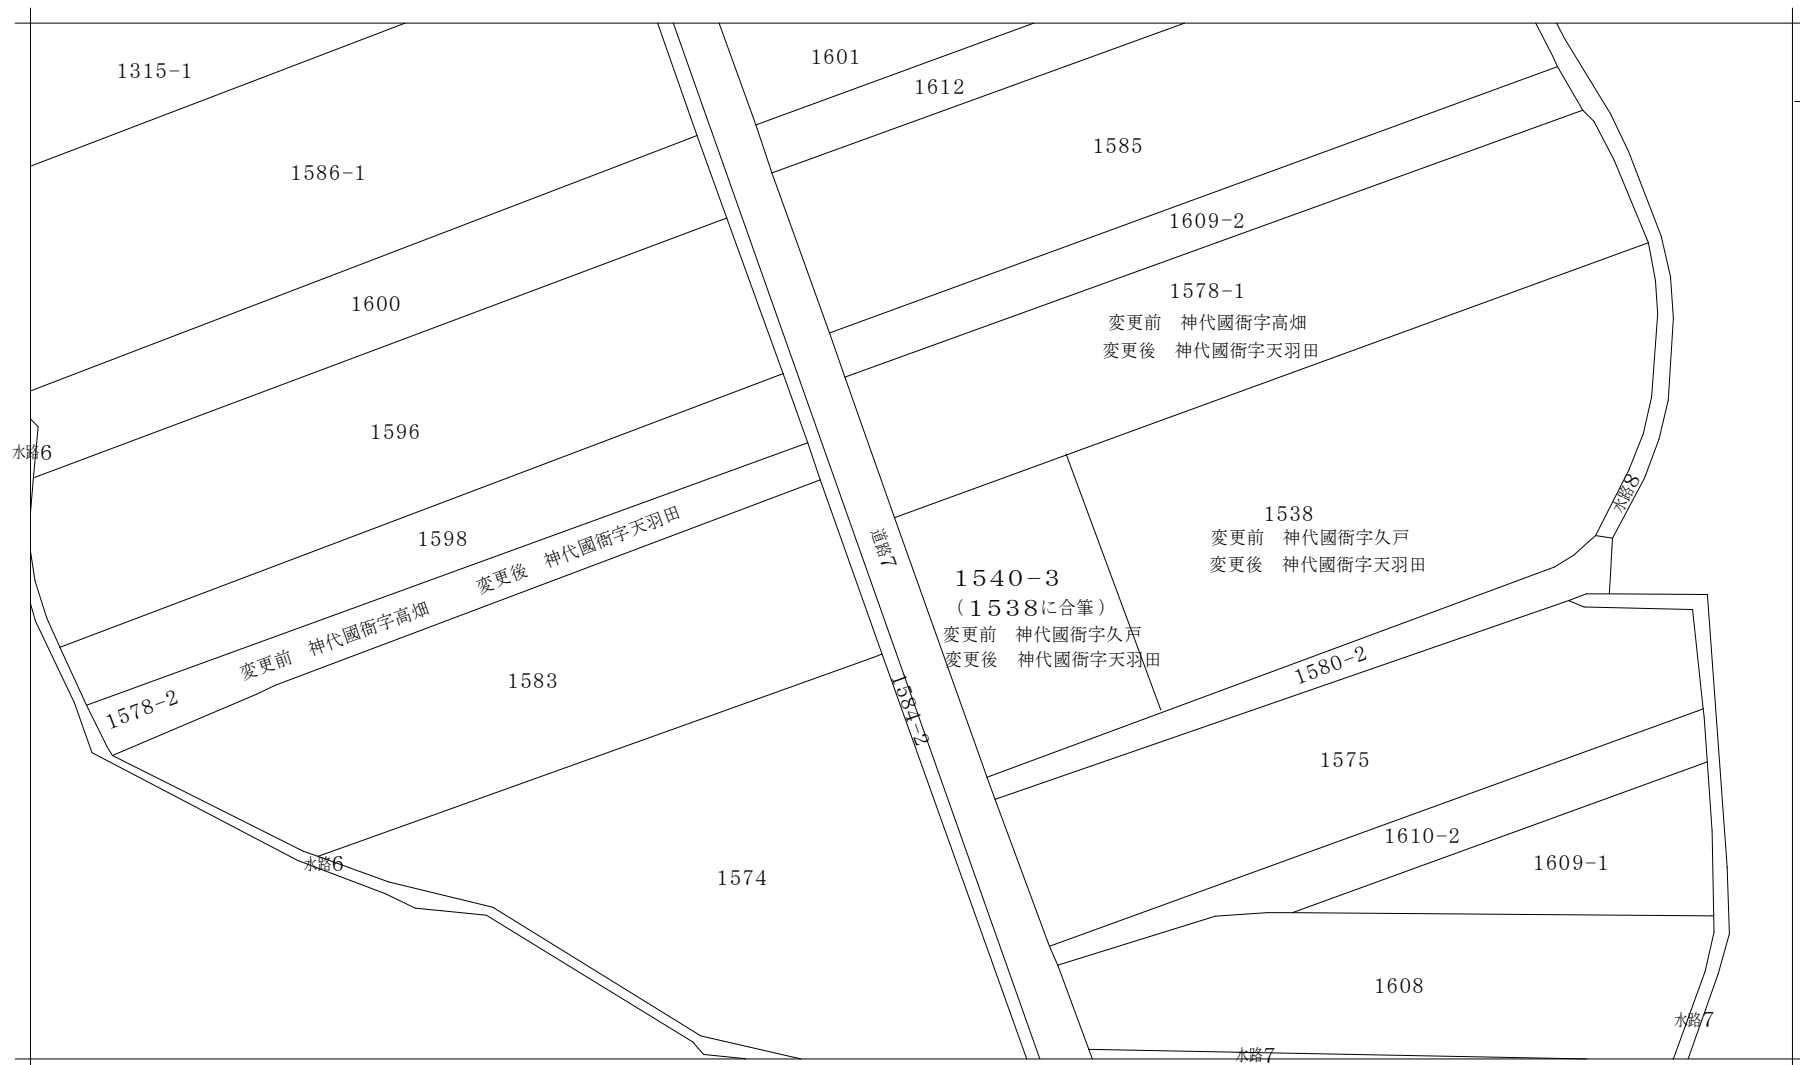 1315-1
1601
1612
1586-1
1585
1609-2
1600
1578-1
変更前　神代國衙字高畑
変更後　神代國衙字天羽田
1596
水路6
水路8
1538
変更前　神代國衙字久戸
変更後　神代國衙字天羽田
1598
道路7
1540-3
（1538に合筆）
変更前　神代國衙字久戸
変更後　神代國衙字天羽田
1578-2　変更前　神代國衙字高畑　変更後　神代國衙字天羽田
1583
1580-2
1584-2
1575
1610-2
1609-1
水路6
1574
1608
水路7
水路7